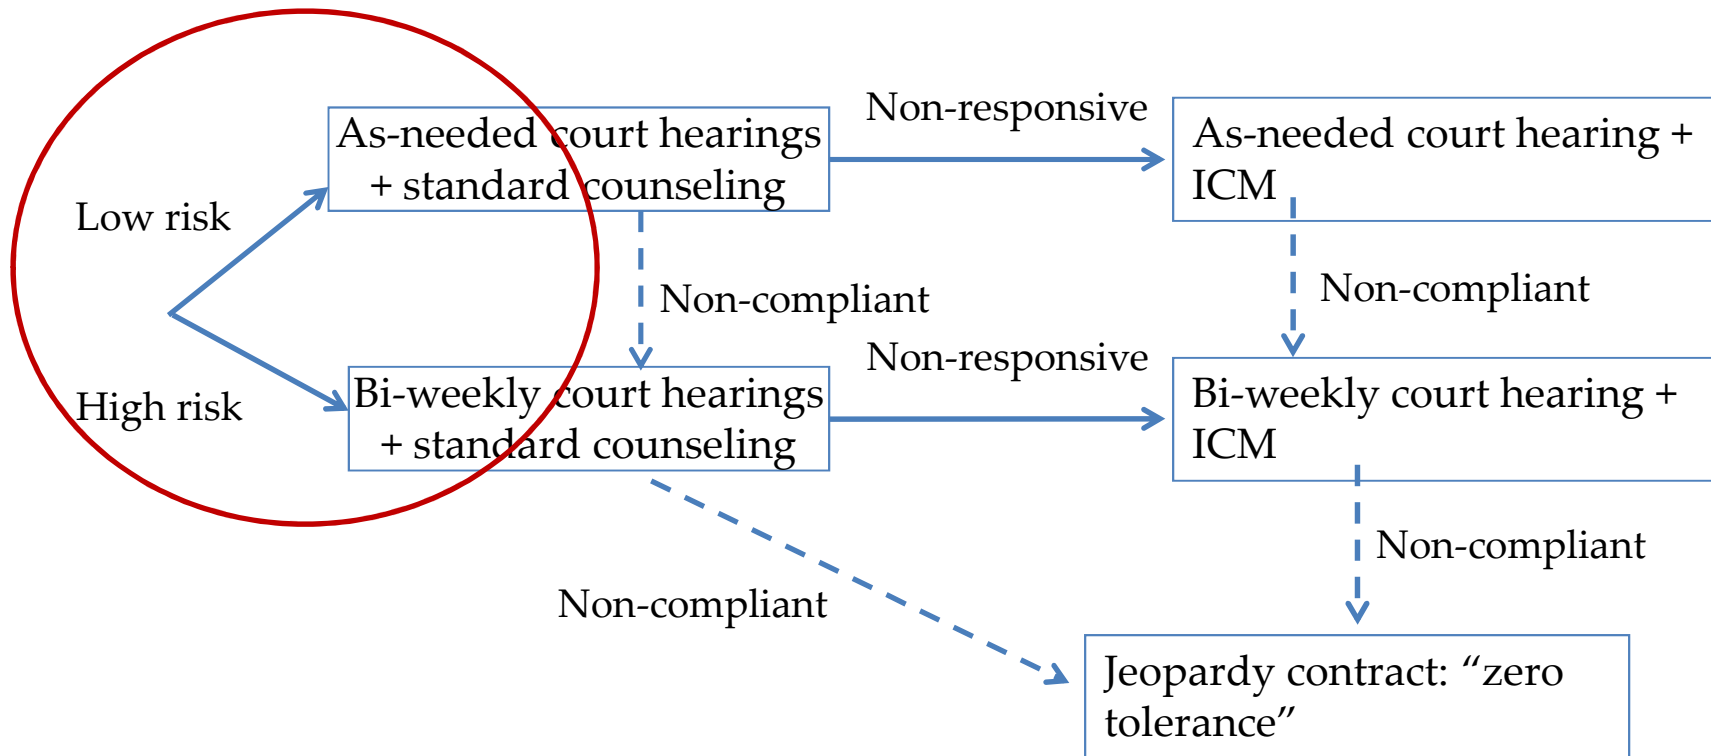 Non-responsive
As-needed court hearings
+ standard counseling
As-needed court hearing +
ICM
Low risk
Non-compliant
Non-compliant
Non-responsive
High risk
Bi-weekly court hearings
+ standard counseling
Bi-weekly court hearing +
ICM
Non-compliant
Non-compliant
Jeopardy contract: “zero
tolerance”